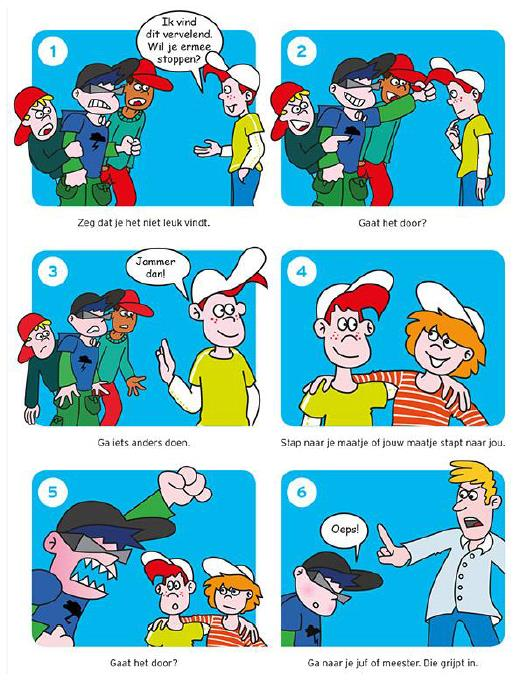 1
Ik vind
dit vervelend.
Wil je ermee
stoppen?
Zeg dat je het niet leuk vindt.
2
Gaat het door?
3
Jammer
dan!
Ga iets anders doen.
4
Stap naar je maatje of jouw maatje stapt naar jou.
5
Gaat het door?
6
Oeps!
Ga naar je juf of meester. Die grijpt in.